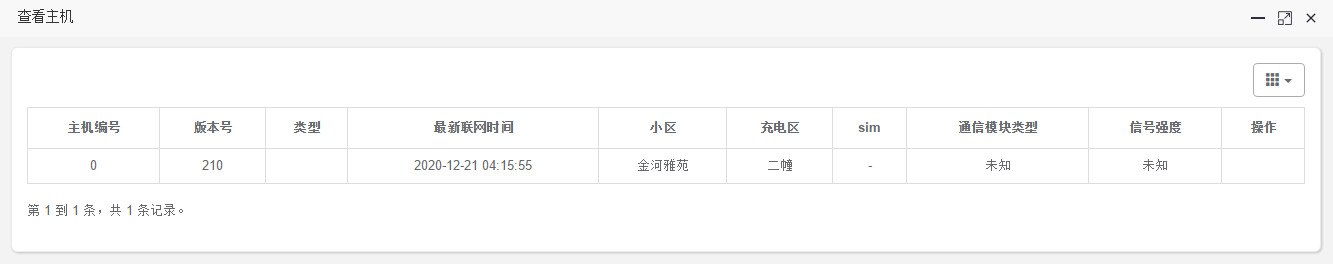 查看主机
主机编号 版本号 类型 最新联网时间 小区 充电区 sim 通信模块类型 信号强度 操作
0 210 2020-12-21 04:15:55 金河雅苑 二幢 - 未知 未知
第 1 到 1 条，共 1 条记录。